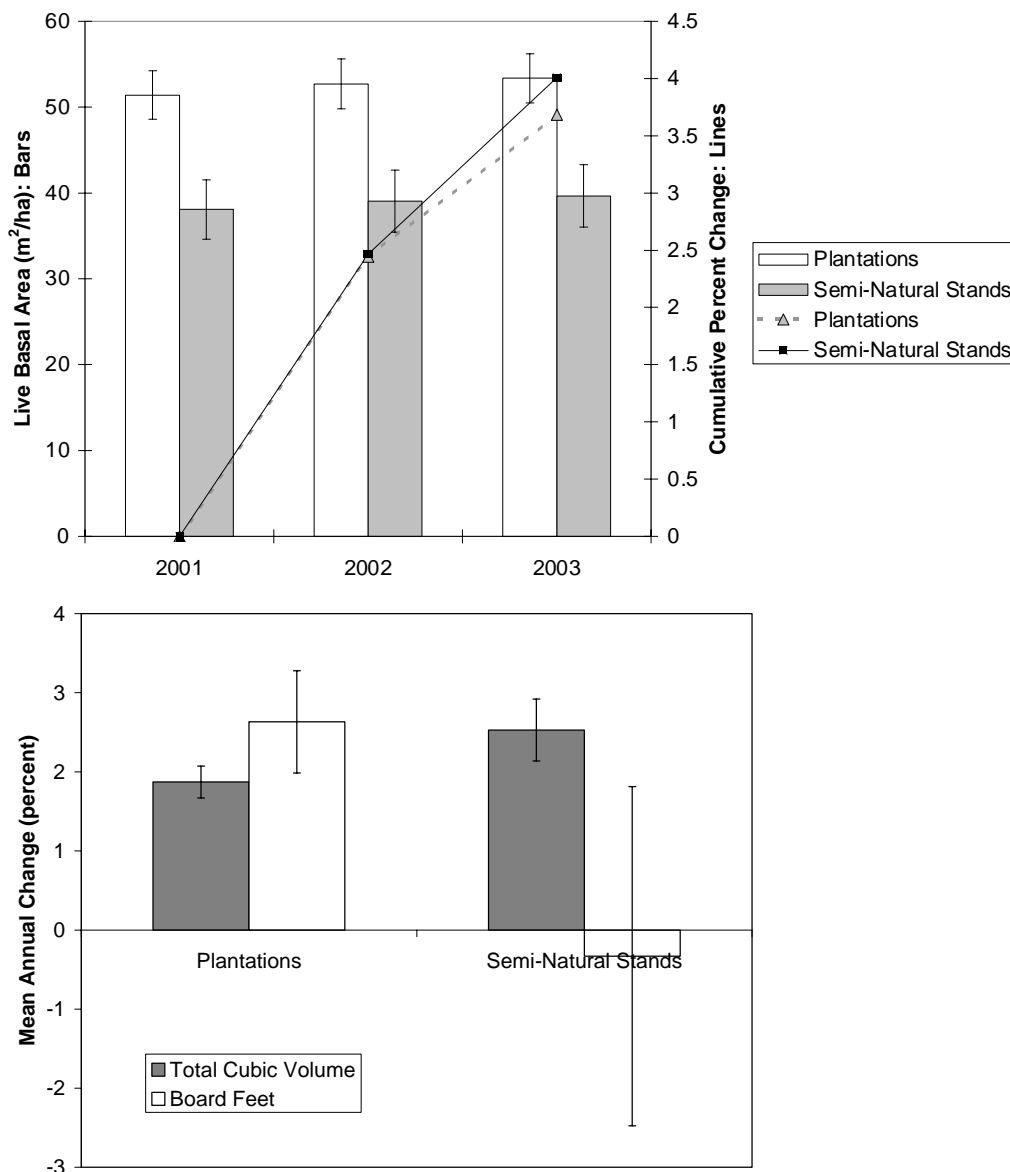 60
50
40
30
20
10
0
Live Basal Area (m²/ha): Bars
4.5
4
3.5
3
2.5
2
1.5
1
0.5
0
Cumulative Percent Change: Lines
2001
2002
2003
Plantations
Semi-Natural Stands
Plantations
Semi-Natural Stands
4
3
2
1
0
-1
-2
-3
Mean Annual Change (percent)
Plantations
Semi-Natural Stands
Total Cubic Volume
Board Feet